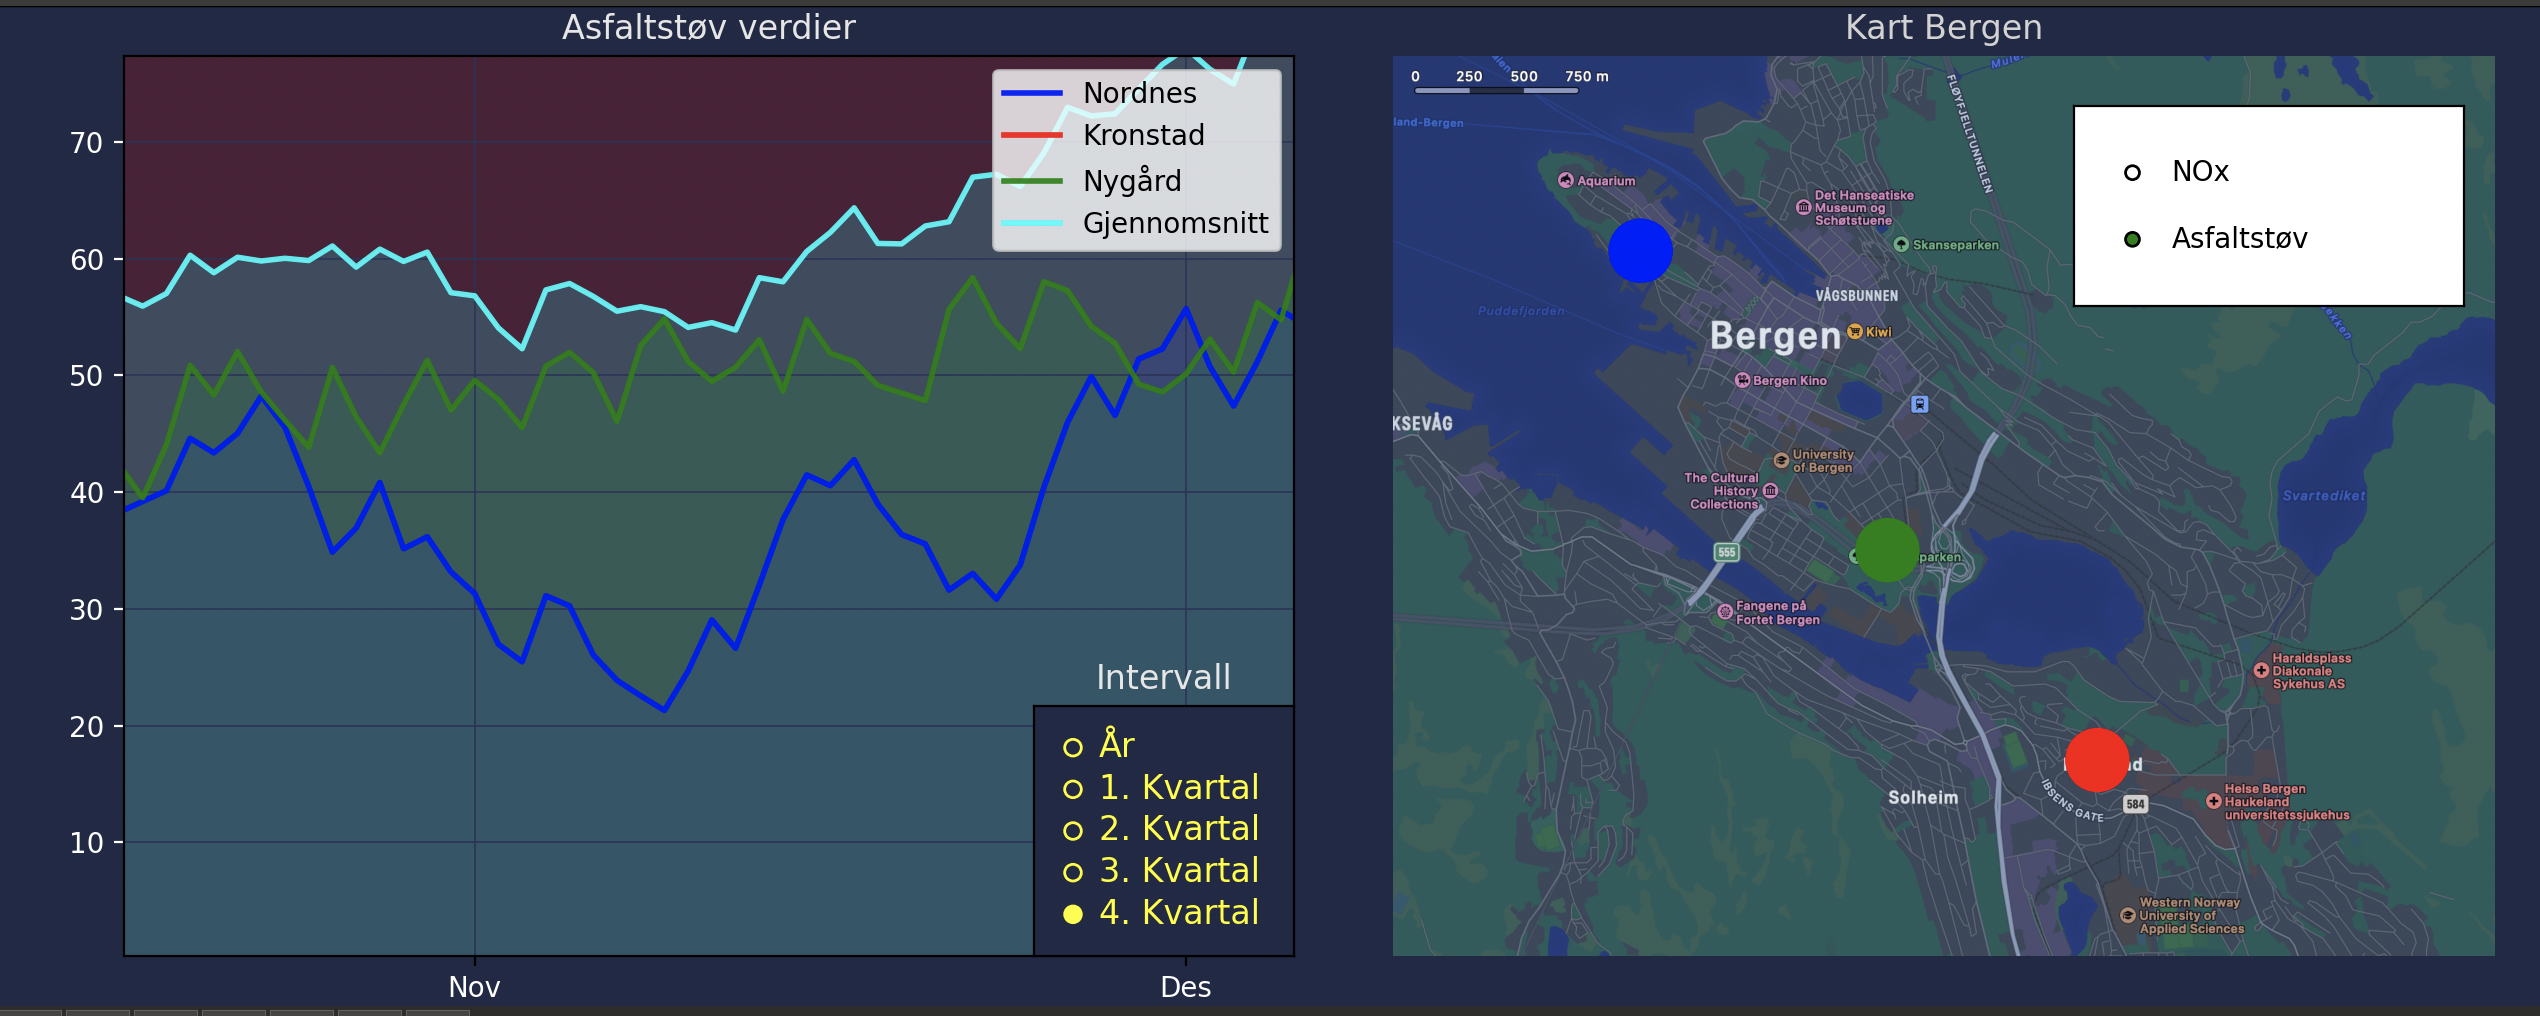 Asfaltstøv verdier
70
60
50
40
30
20
10
Nov
Des
Nordnes
Kronstad
Nygård
Gjennomsnitt
Intervall
År
1. Kvartal
2. Kvartal
3. Kvartal
4. Kvartal
Kart Bergen
0 250 500 750 m
land-Bergen
FLØYFJELLTUNNELEN
NOx
Asfaltstøv
Aquarium
Det Hanseatiske
Museum og
Schøtstuene
Skanseparken
Puddefjorden
VÅGSBUNNEN
Bergen
Kiwi
Bergen Kino
KSEVÅG
University
of Bergen
The Cultural
History
Collections
Svartediket
555
parken
Fangene på
Fortet Bergen
Haraldsplass
Diakonale
Sykehus AS
Solheim
IBSENS GATE
584
Helse Bergen
Haukeland
universitetssjukehus
Western Norway
University of
Applied Sciences